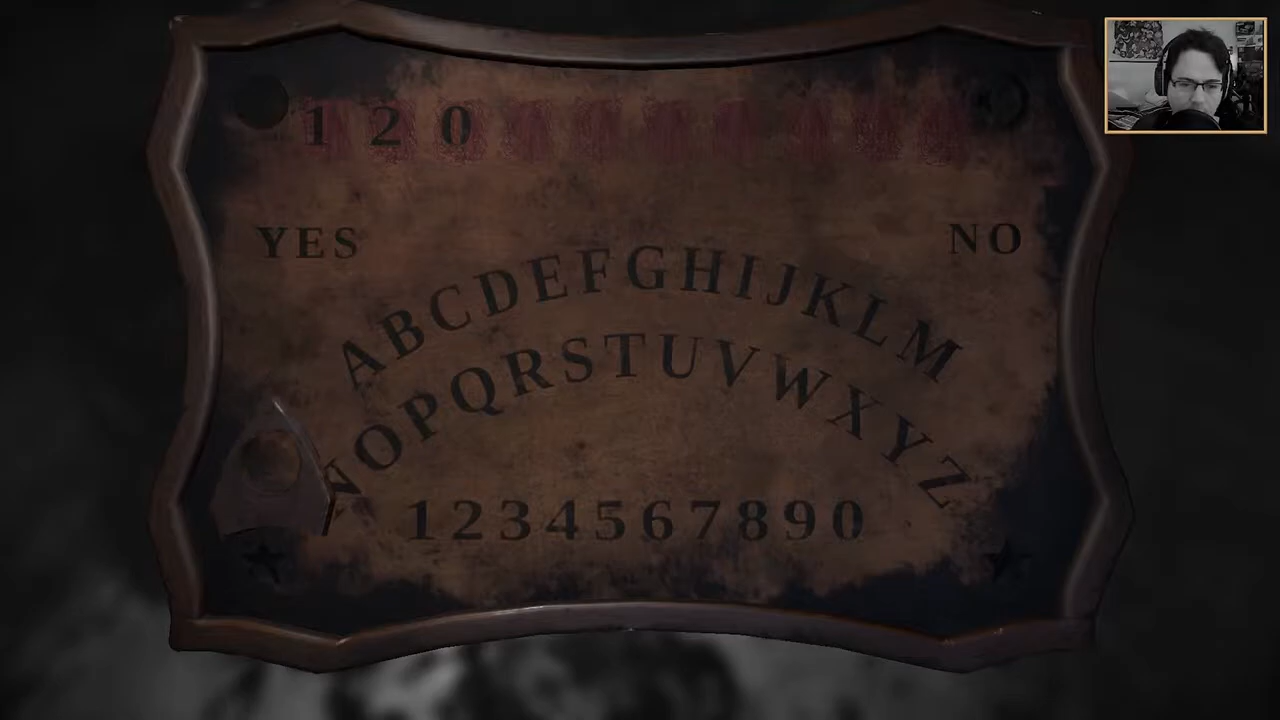 1 2 0
YES NO
ABCDEFGHIJKLM
NOPQRSTUVWXYZ
1234567890